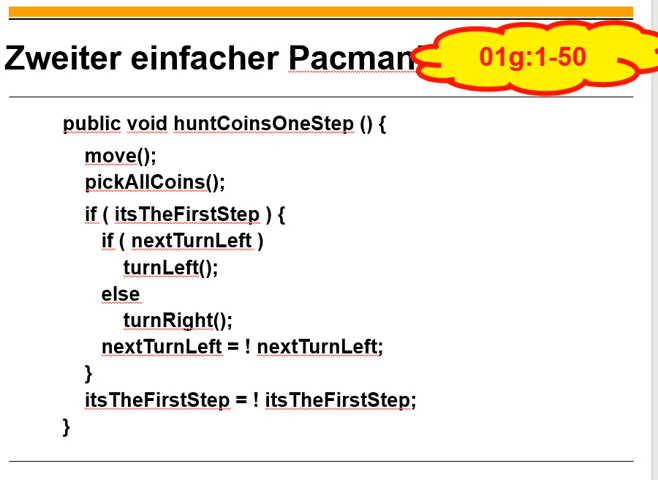 Zweiter einfacher Pacman
01g:1-50
public void huntCoinsOneStep () {
move();
pickAllCoins();
if ( itsTheFirstStep ) {
if ( nextTurnLeft )
turnLeft();
else
turnRight();
nextTurnLeft = ! nextTurnLeft;
}
itsTheFirstStep = ! itsTheFirstStep;
}